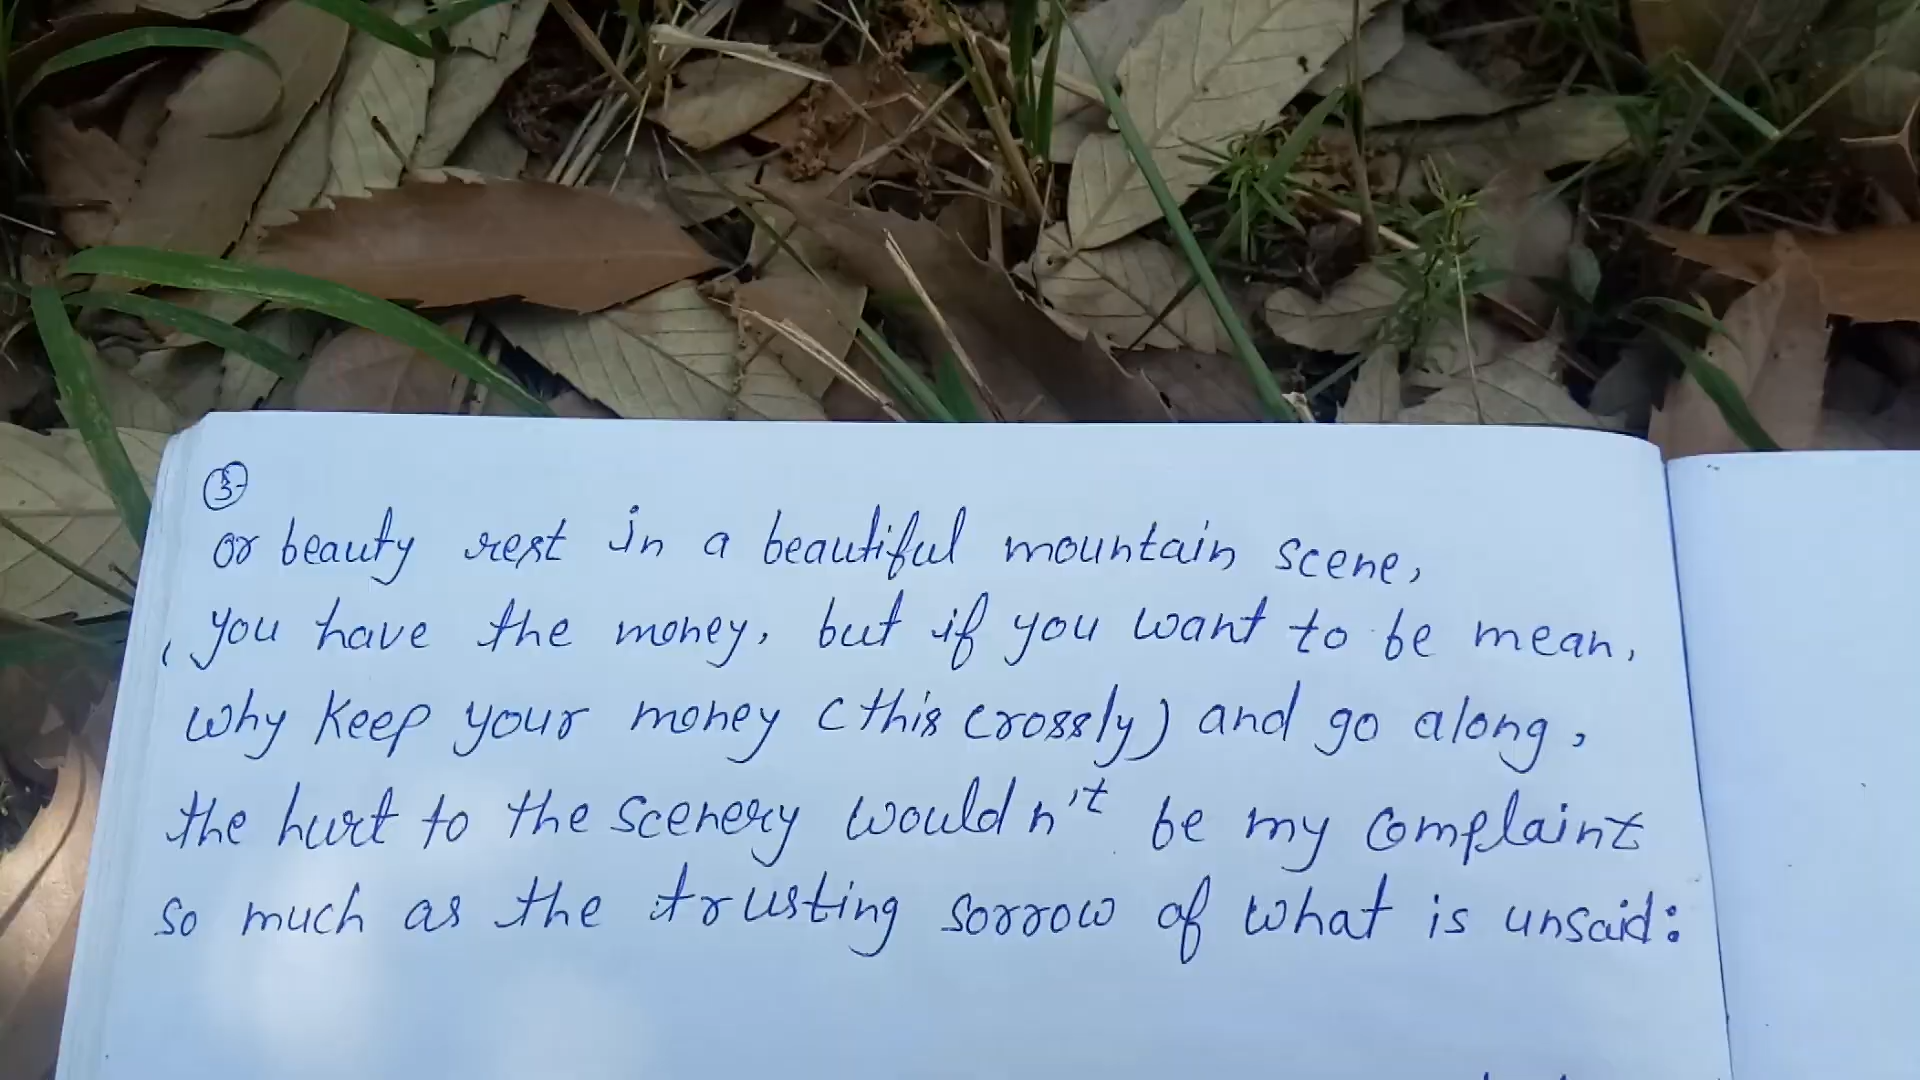 3
or beauty rest in a beautiful mountain scene,
you have the money, but if you want to be mean,
why keep your money (this crossly) and go along,
the hurt to the scenery wouldn't be my complaint
so much as the trusting sorrow of what is unsaid: